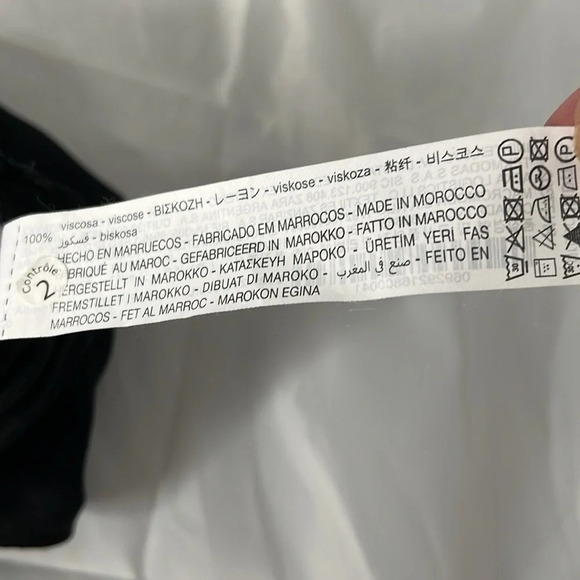 100% viscosa - viscose - ΒΙΣΚΟΖΗ - レーヨン - viskose - viskoza - 粘纤 - 비스코스
فسكوز - biskosa
HECHO EN MARRUECOS - FABRICADO EM MARROCOS - MADE IN MOROCCO
BRIQUÉ AU MAROC - GEFABRICEERD IN MAROKKO - FATTO IN MAROCCO
ERGESTELLT IN MAROKKO - ΚΑΤΑΣΚΕΥΗ ΜΑΡΟΚΟ - ÜRETİM YERİ FAS
FREMSTILLET I MAROKKO - DIBUAT DI MAROKO - صنع في المغرب - FEITO EN
MARROCOS - FET AL MARROC - MAROKON EGINA
contrôle
2